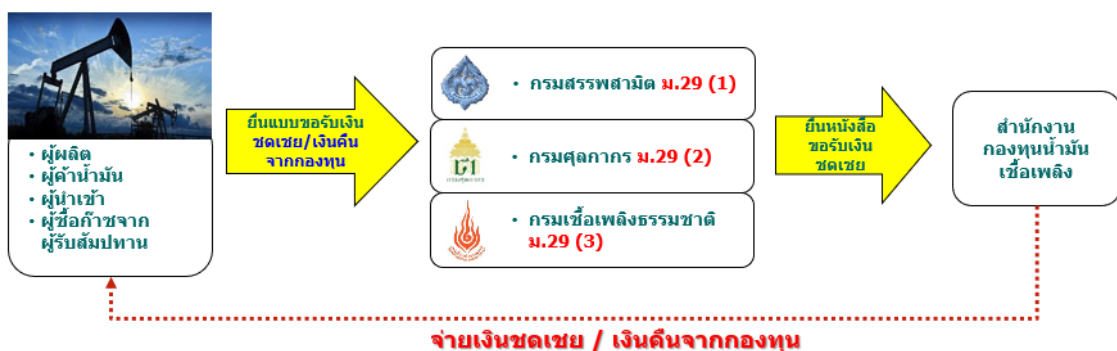 • ผู้ผลิต
• ผู้ค้าน้ำมัน
• ผู้นำเข้า
• ผู้ซื้อก๊าซจาก
ผู้รับสัมปทาน
ยื่นแบบขอรับเงิน
ชดเชย/เงินคืน
จากกองทุน
• กรมสรรพสามิต ม.29 (1)
กรมศุลกากร
• กรมศุลกากร ม.29 (2)
• กรมเชื้อเพลิงธรรมชาติ
ม.29 (3)
ยื่นหนังสือ
ขอรับเงิน
ชดเชย
สำนักงาน
กองทุนน้ำมัน
เชื้อเพลิง
จ่ายเงินชดเชย / เงินคืนจากกองทุน